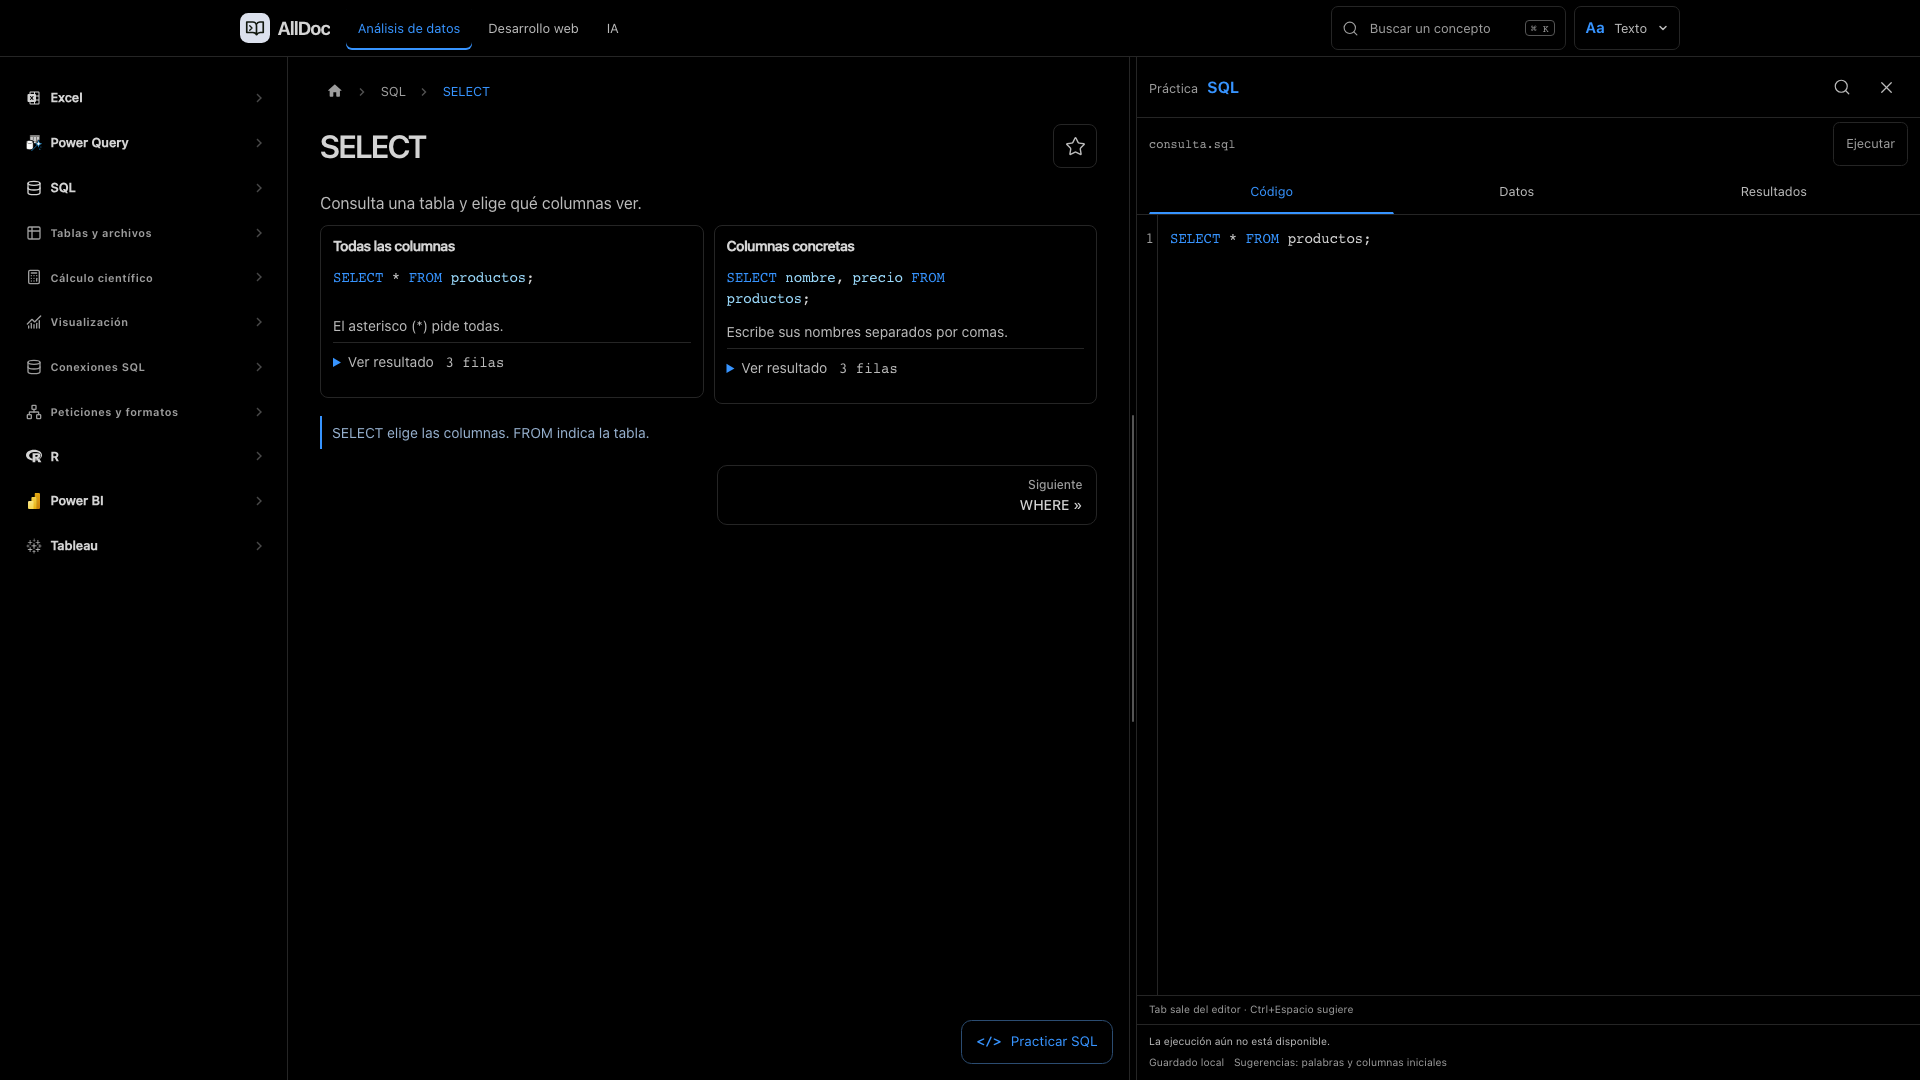 AllDoc
Análisis de datos
Desarrollo web
IA
Buscar un concepto
⌘ K
Aa Texto
Excel
Power Query
SQL
Tablas y archivos
Cálculo científico
Visualización
Conexiones SQL
Peticiones y formatos
R
Power BI
Tableau
SQL
SELECT
SELECT
Consulta una tabla y elige qué columnas ver.
Todas las columnas
SELECT * FROM productos;
El asterisco (*) pide todas.
Ver resultado 3 filas
Columnas concretas
SELECT nombre, precio FROM
productos;
Escribe sus nombres separados por comas.
Ver resultado 3 filas
SELECT elige las columnas. FROM indica la tabla.
Siguiente
WHERE »
</> Practicar SQL
Práctica SQL
consulta.sql
Ejecutar
Código
Datos
Resultados
1 SELECT * FROM productos;
Tab sale del editor · Ctrl+Espacio sugiere
La ejecución aún no está disponible.
Guardado local Sugerencias: palabras y columnas iniciales